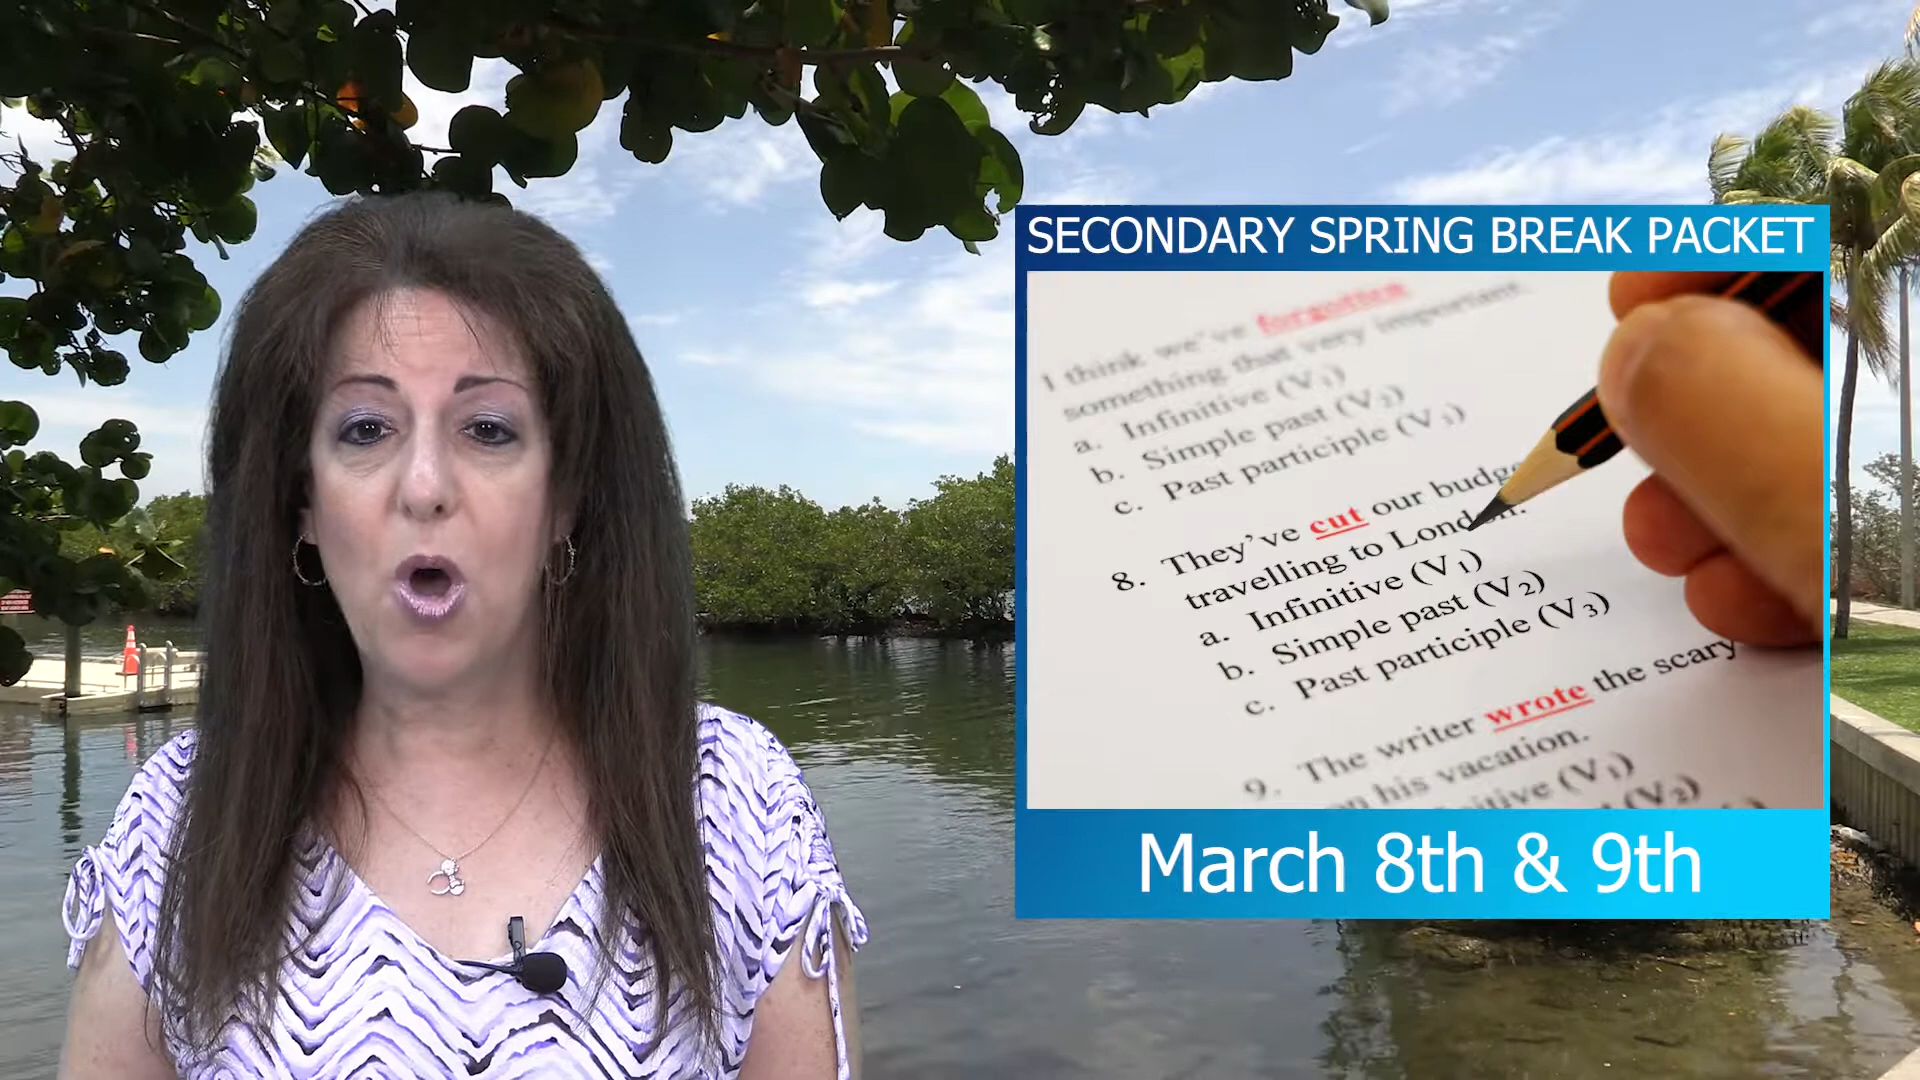 SECONDARY SPRING BREAK PACKET
I think we've forgotten
something that very important.
a. Infinitive (V1)
b. Simple past (V2)
c. Past participle (V3)
8. They've cut our budge
travelling to London.
a. Infinitive (V1)
b. Simple past (V2)
c. Past participle (V3)
9. The writer wrote the scary
on his vacation.
March 8th & 9th